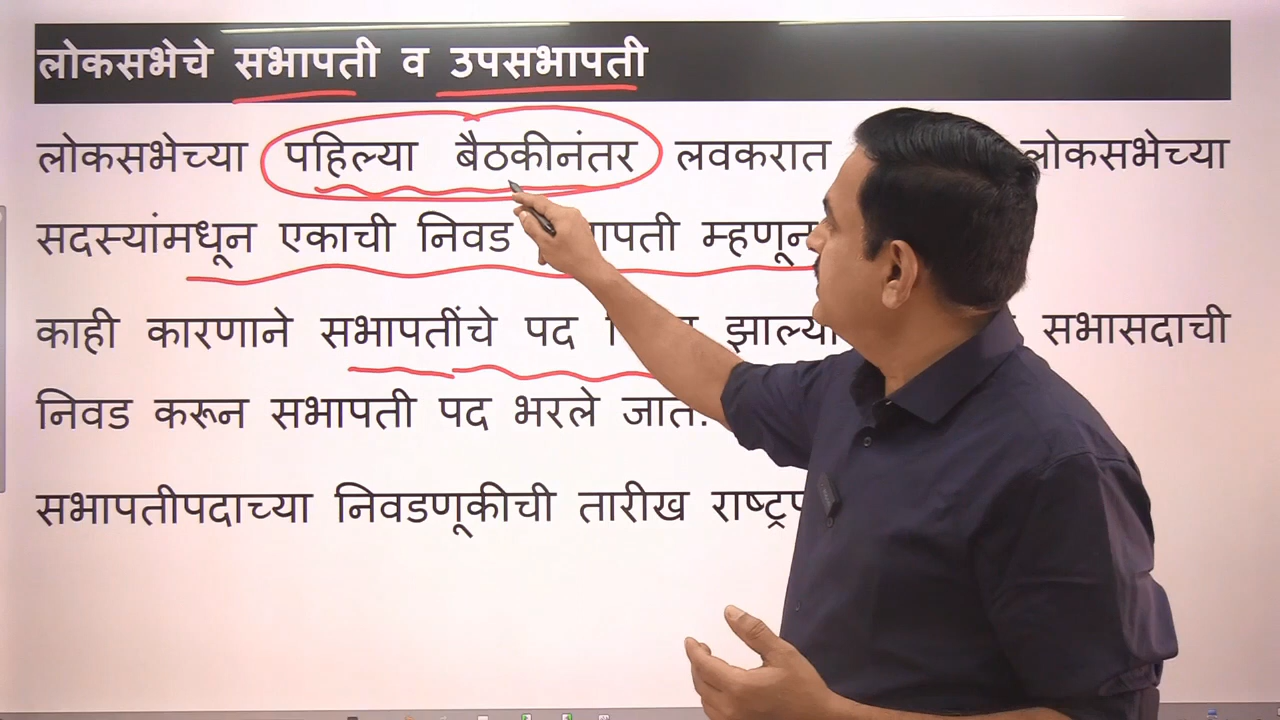 लोकसभेचे सभापती व उपसभापती
लोकसभेच्या पहिल्या बैठकीनंतर लवकरात लोकसभेच्या
सदस्यांमधून एकाची निवड म्हणून
काही कारणाने सभापतींचे पद झाल्या सभासदाची
निवड करून सभापती पद भरले जाते.
सभापतीपदाच्या निवडणूकीची तारीख